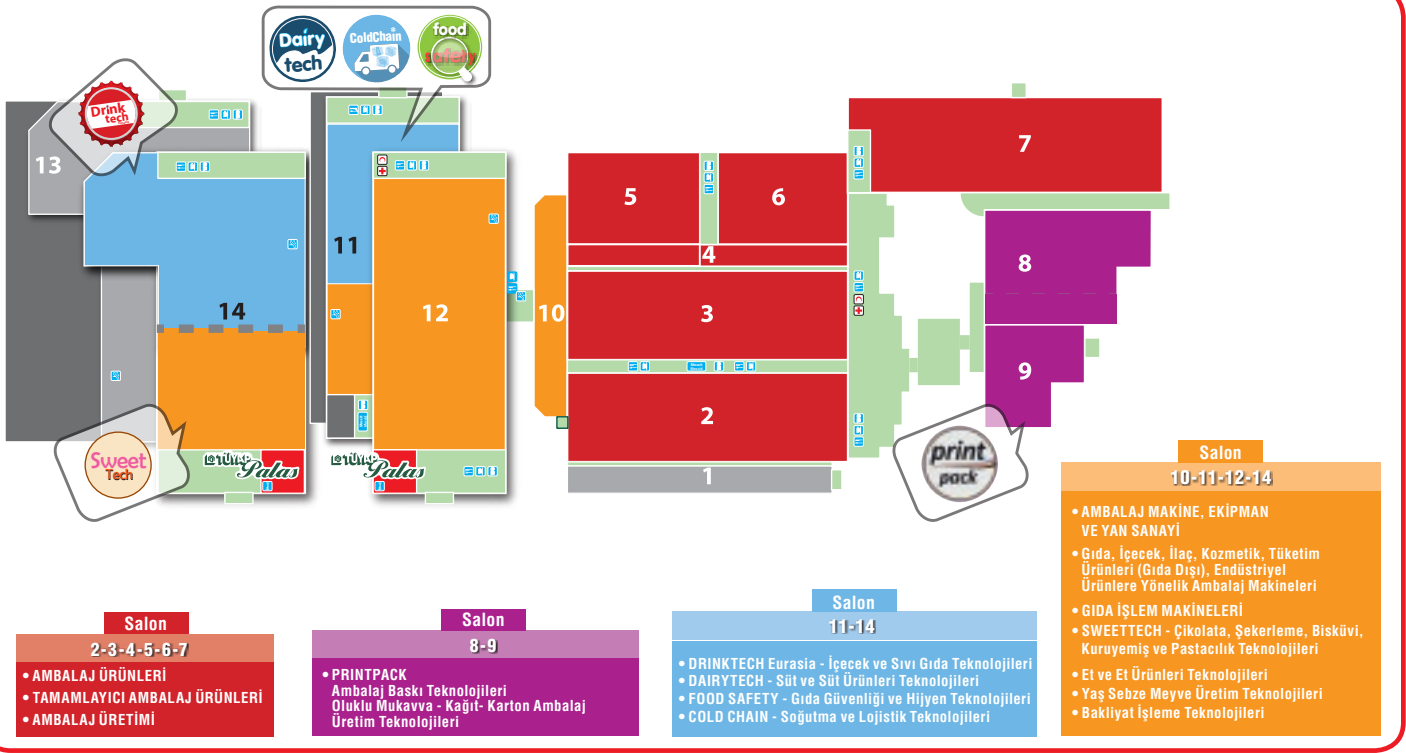 Dairy
tech
ColdChain
food
safety
Drink
tech
13
14
11
12
10
5
6
4
3
2
1
7
8
9
Sweet
Tech
TÜYAP
Palas
TÜYAP
Palas
print
pack
Salon
2-3-4-5-6-7
• AMBALAJ ÜRÜNLERİ
• TAMAMLAYICI AMBALAJ ÜRÜNLERİ
• AMBALAJ ÜRETİMİ
Salon
8-9
• PRINTPACK
Ambalaj Baskı Teknolojileri
Oluklu Mukavva - Kağıt- Karton Ambalaj
Üretim Teknolojileri
Salon
11-14
• DRINKTECH Eurasia - İçecek ve Sıvı Gıda Teknolojileri
• DAIRYTECH - Süt ve Süt Ürünleri Teknolojileri
• FOOD SAFETY - Gıda Güvenliği ve Hijyen Teknolojileri
• COLD CHAIN - Soğutma ve Lojistik Teknolojileri
Salon
10-11-12-14
• AMBALAJ MAKİNE, EKİPMAN
VE YAN SANAYİ
• Gıda, İçecek, İlaç, Kozmetik, Tüketim
Ürünleri (Gıda Dışı), Endüstriyel
Ürünlere Yönelik Ambalaj Makineleri
• GIDA İŞLEM MAKİNELERİ
• SWEETTECH - Çikolata, Şekerleme, Bisküvi,
Kuruyemiş ve Pastacılık Teknolojileri
• Et ve Et Ürünleri Teknolojileri
• Yaş Sebze Meyve Üretim Teknolojileri
• Bakliyat İşleme Teknolojileri